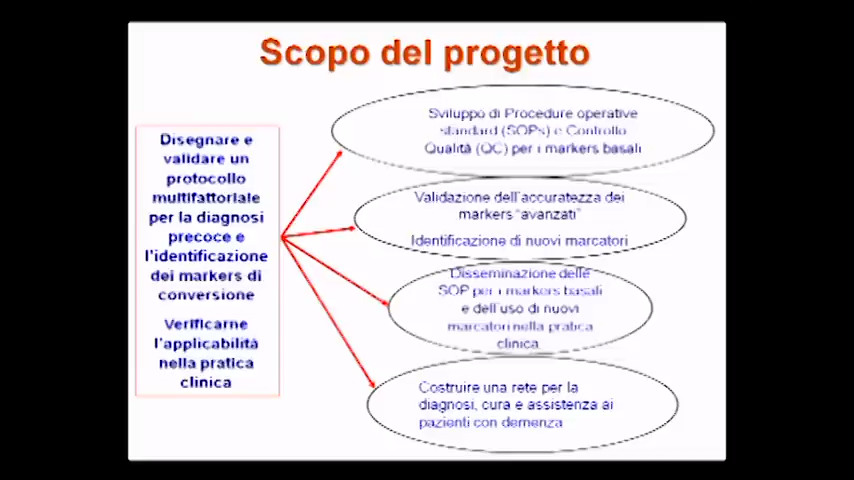 Scopo del progetto
Disegnare e
validare un
protocollo
multifattoriale
per la diagnosi
precoce e
l'identificazione
dei markers di
conversione
Verificarne
l'applicabilità
nella pratica
clinica
Sviluppo di Procedure operative
standard (SOPs) e Controllo
Qualità (QC) per i markers basali
Validazione dell'accuratezza dei
markers "avanzati"
Identificazione di nuovi marcatori
Disseminazione delle
SOP per i markers basali
e dell'uso di nuovi
marcatori nella pratica
clinica
Costruire una rete per la
diagnosi, cura e assistenza ai
pazienti con demenza